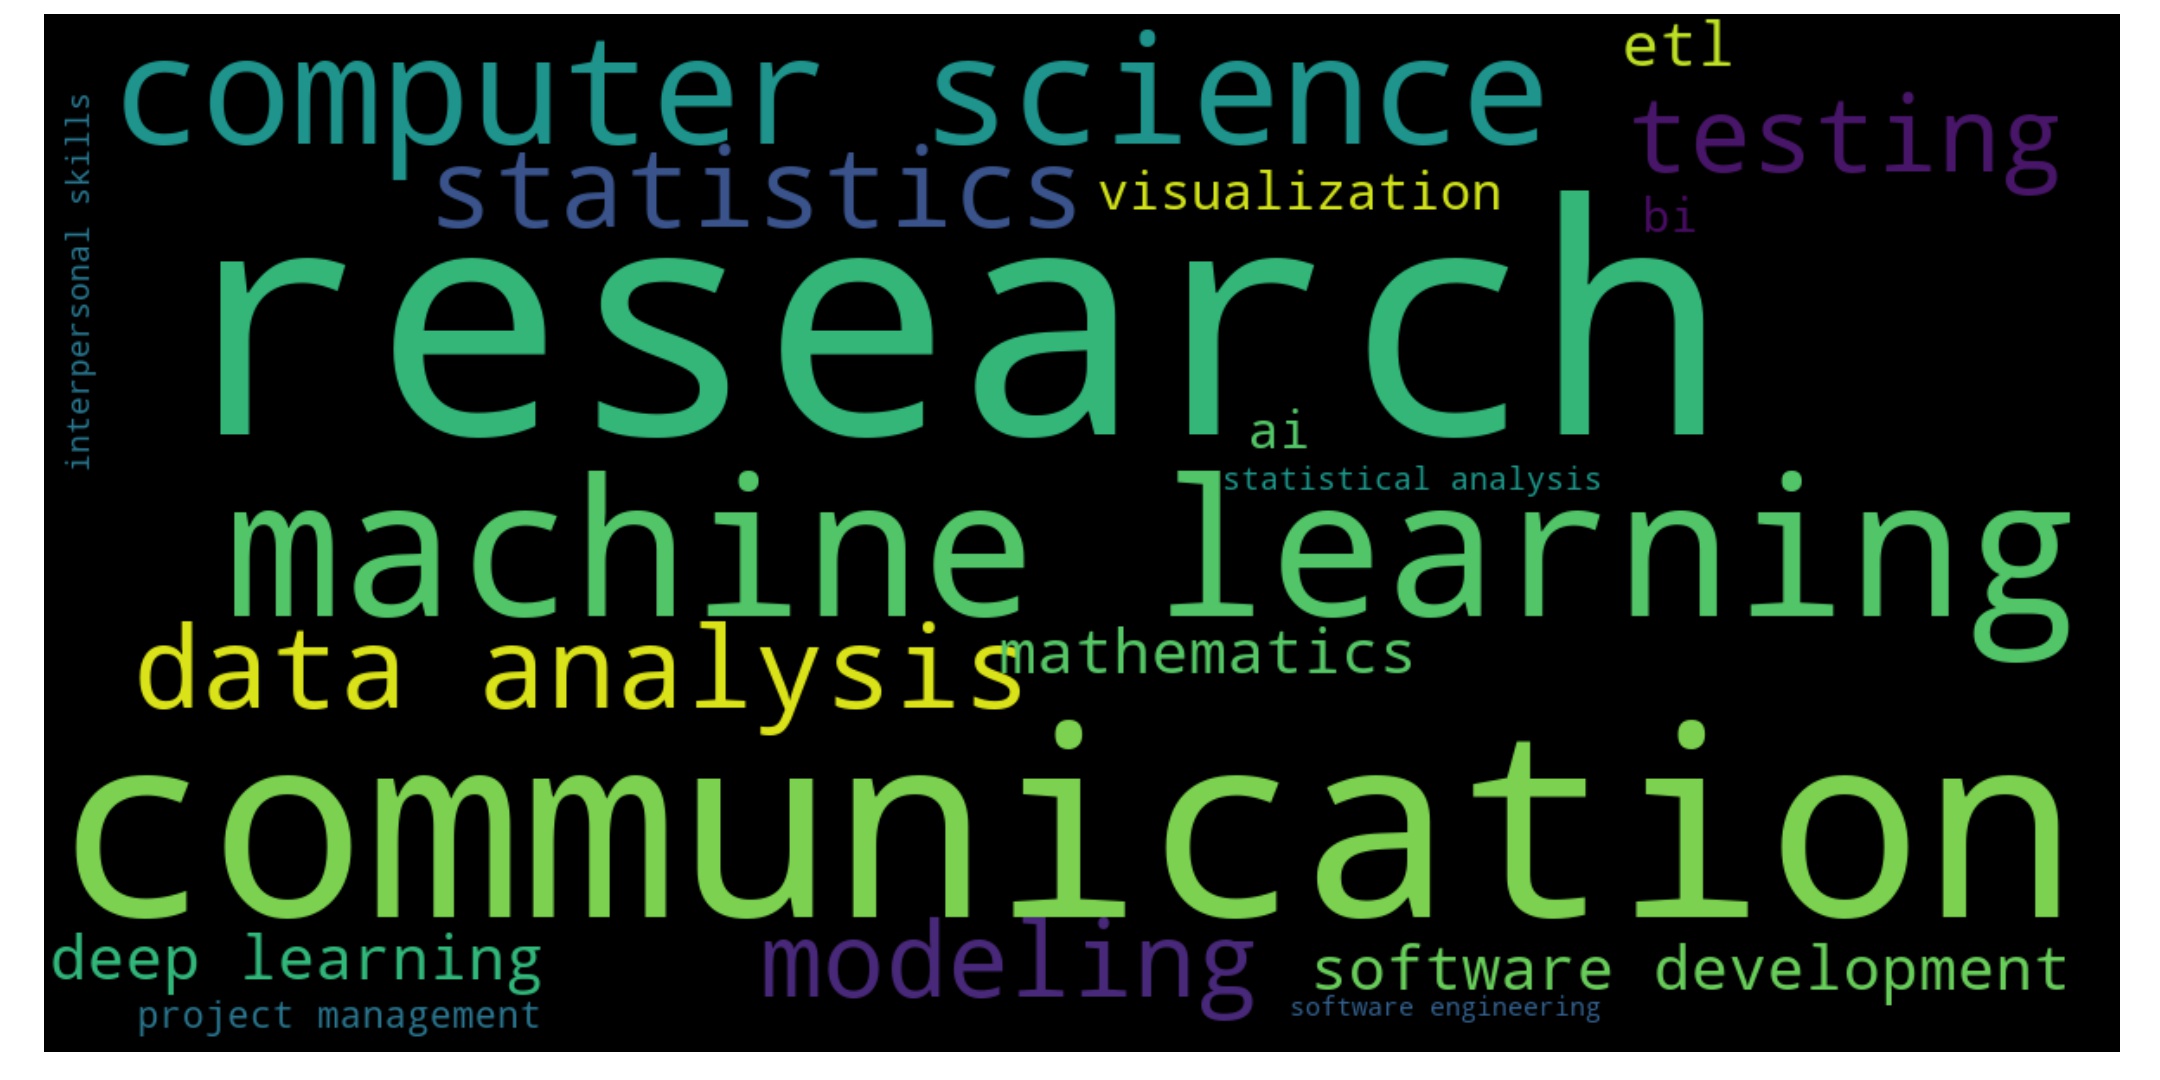 computer science
etl
testing
interpersonal skills
statistics
visualization
bi
research
ai
statistical analysis
machine learning
data analysis
mathematics
communication
deep learning
modeling
software development
project management
software engineering